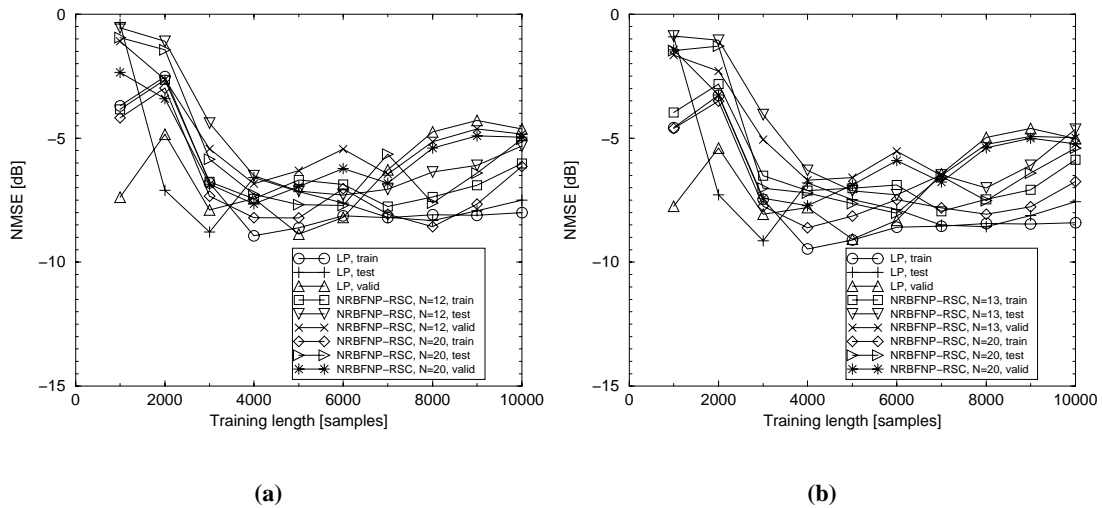 0
−5
−10
−15
NMSE [dB]
0 2000 4000 6000 8000 10000
Training length [samples]
LP, train
LP, test
LP, valid
NRBFNP−RSC, N=12, train
NRBFNP−RSC, N=12, test
NRBFNP−RSC, N=12, valid
NRBFNP−RSC, N=20, train
NRBFNP−RSC, N=20, test
NRBFNP−RSC, N=20, valid
(a)
0
−5
−10
−15
NMSE [dB]
0 2000 4000 6000 8000 10000
Training length [samples]
LP, train
LP, test
LP, valid
NRBFNP−RSC, N=13, train
NRBFNP−RSC, N=13, test
NRBFNP−RSC, N=13, valid
NRBFNP−RSC, N=20, train
NRBFNP−RSC, N=20, test
NRBFNP−RSC, N=20, valid
(b)